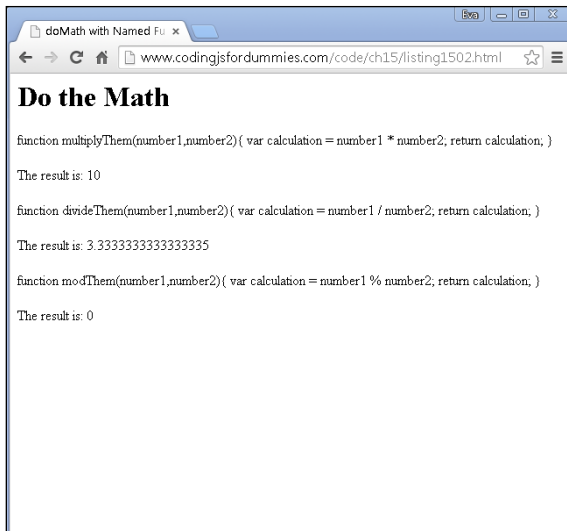 Eva
doMath with Named Fu
www.codingjsfordummies.com/code/ch15/listing1502.html
Do the Math
function multiplyThem(number1,number2){ var calculation = number1 * number2; return calculation; }
The result is: 10
function divideThem(number1,number2){ var calculation = number1 / number2; return calculation; }
The result is: 3.3333333333333335
function modThem(number1,number2){ var calculation = number1 % number2; return calculation; }
The result is: 0